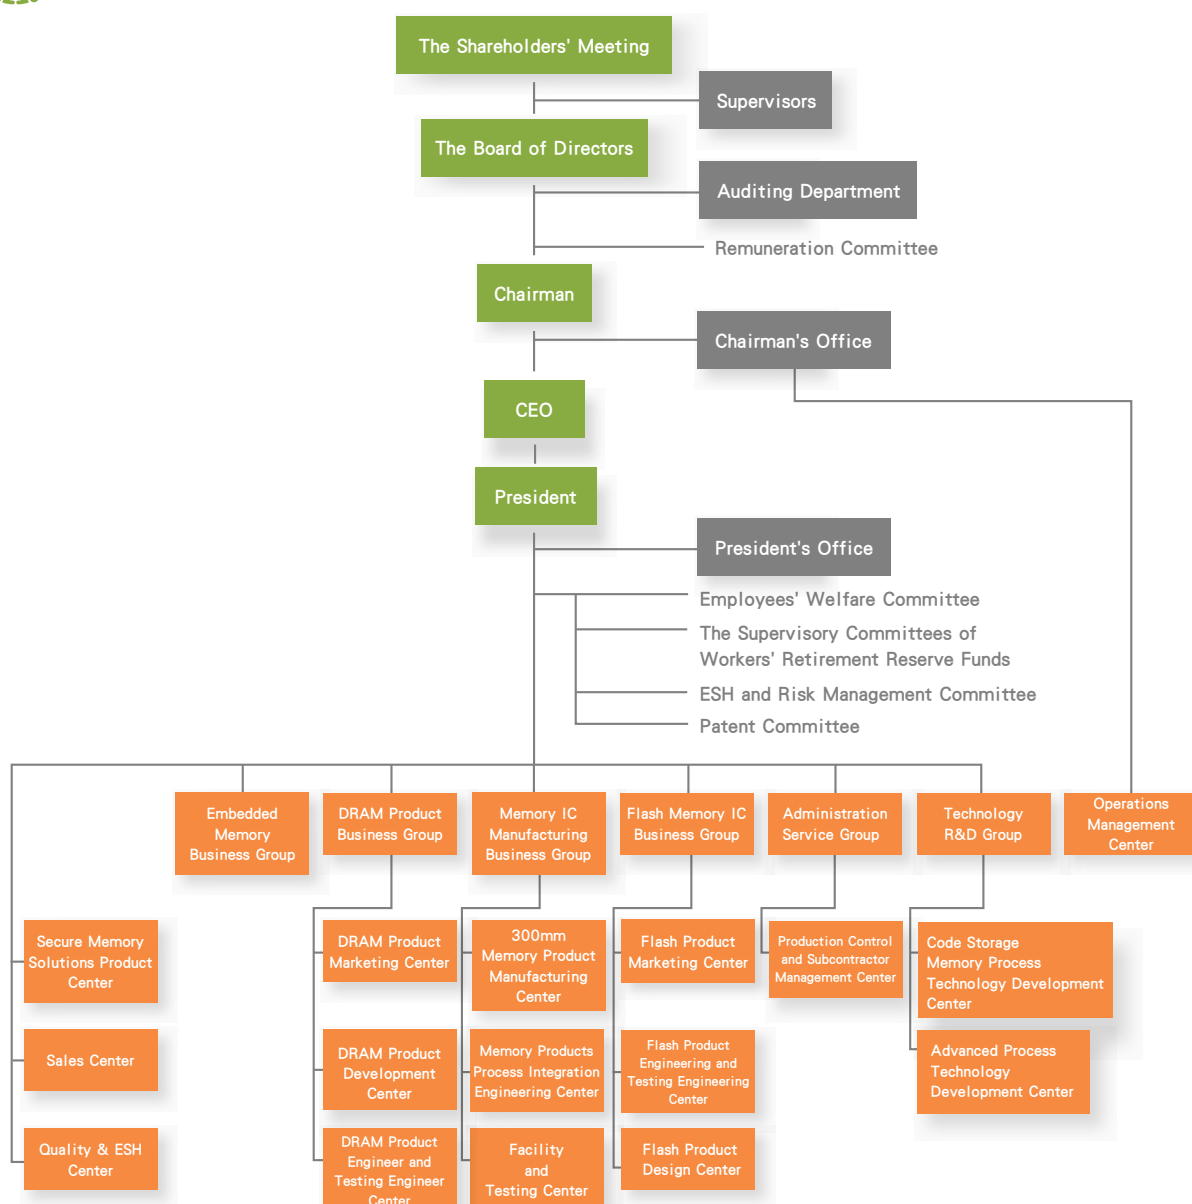 The Shareholders' Meeting
Supervisors
The Board of Directors
Auditing Department
Remuneration Committee
Chairman
Chairman's Office
CEO
President
President's Office
Employees' Welfare Committee
The Supervisory Committees of
Workers' Retirement Reserve Funds
ESH and Risk Management Committee
Patent Committee
Embedded
Memory
Business Group
DRAM Product
Business Group
Memory IC
Manufacturing
Business Group
Flash Memory IC
Business Group
Administration
Service Group
Technology
R&D Group
Operations
Management
Center
Secure Memory
Solutions Product
Center
Sales Center
Quality & ESH
Center
DRAM Product
Marketing Center
DRAM Product
Development
Center
DRAM Product
Engineer and
Testing Engineer
Center
300mm
Memory Product
Manufacturing
Center
Memory Products
Process Integration
Engineering Center
Facility
and
Testing Center
Flash Product
Marketing Center
Flash Product
Engineering and
Testing Engineering
Center
Flash Product
Design Center
Production Control
and Subcontractor
Management Center
Code Storage
Memory Process
Technology Development
Center
Advanced Process
Technology
Development Center